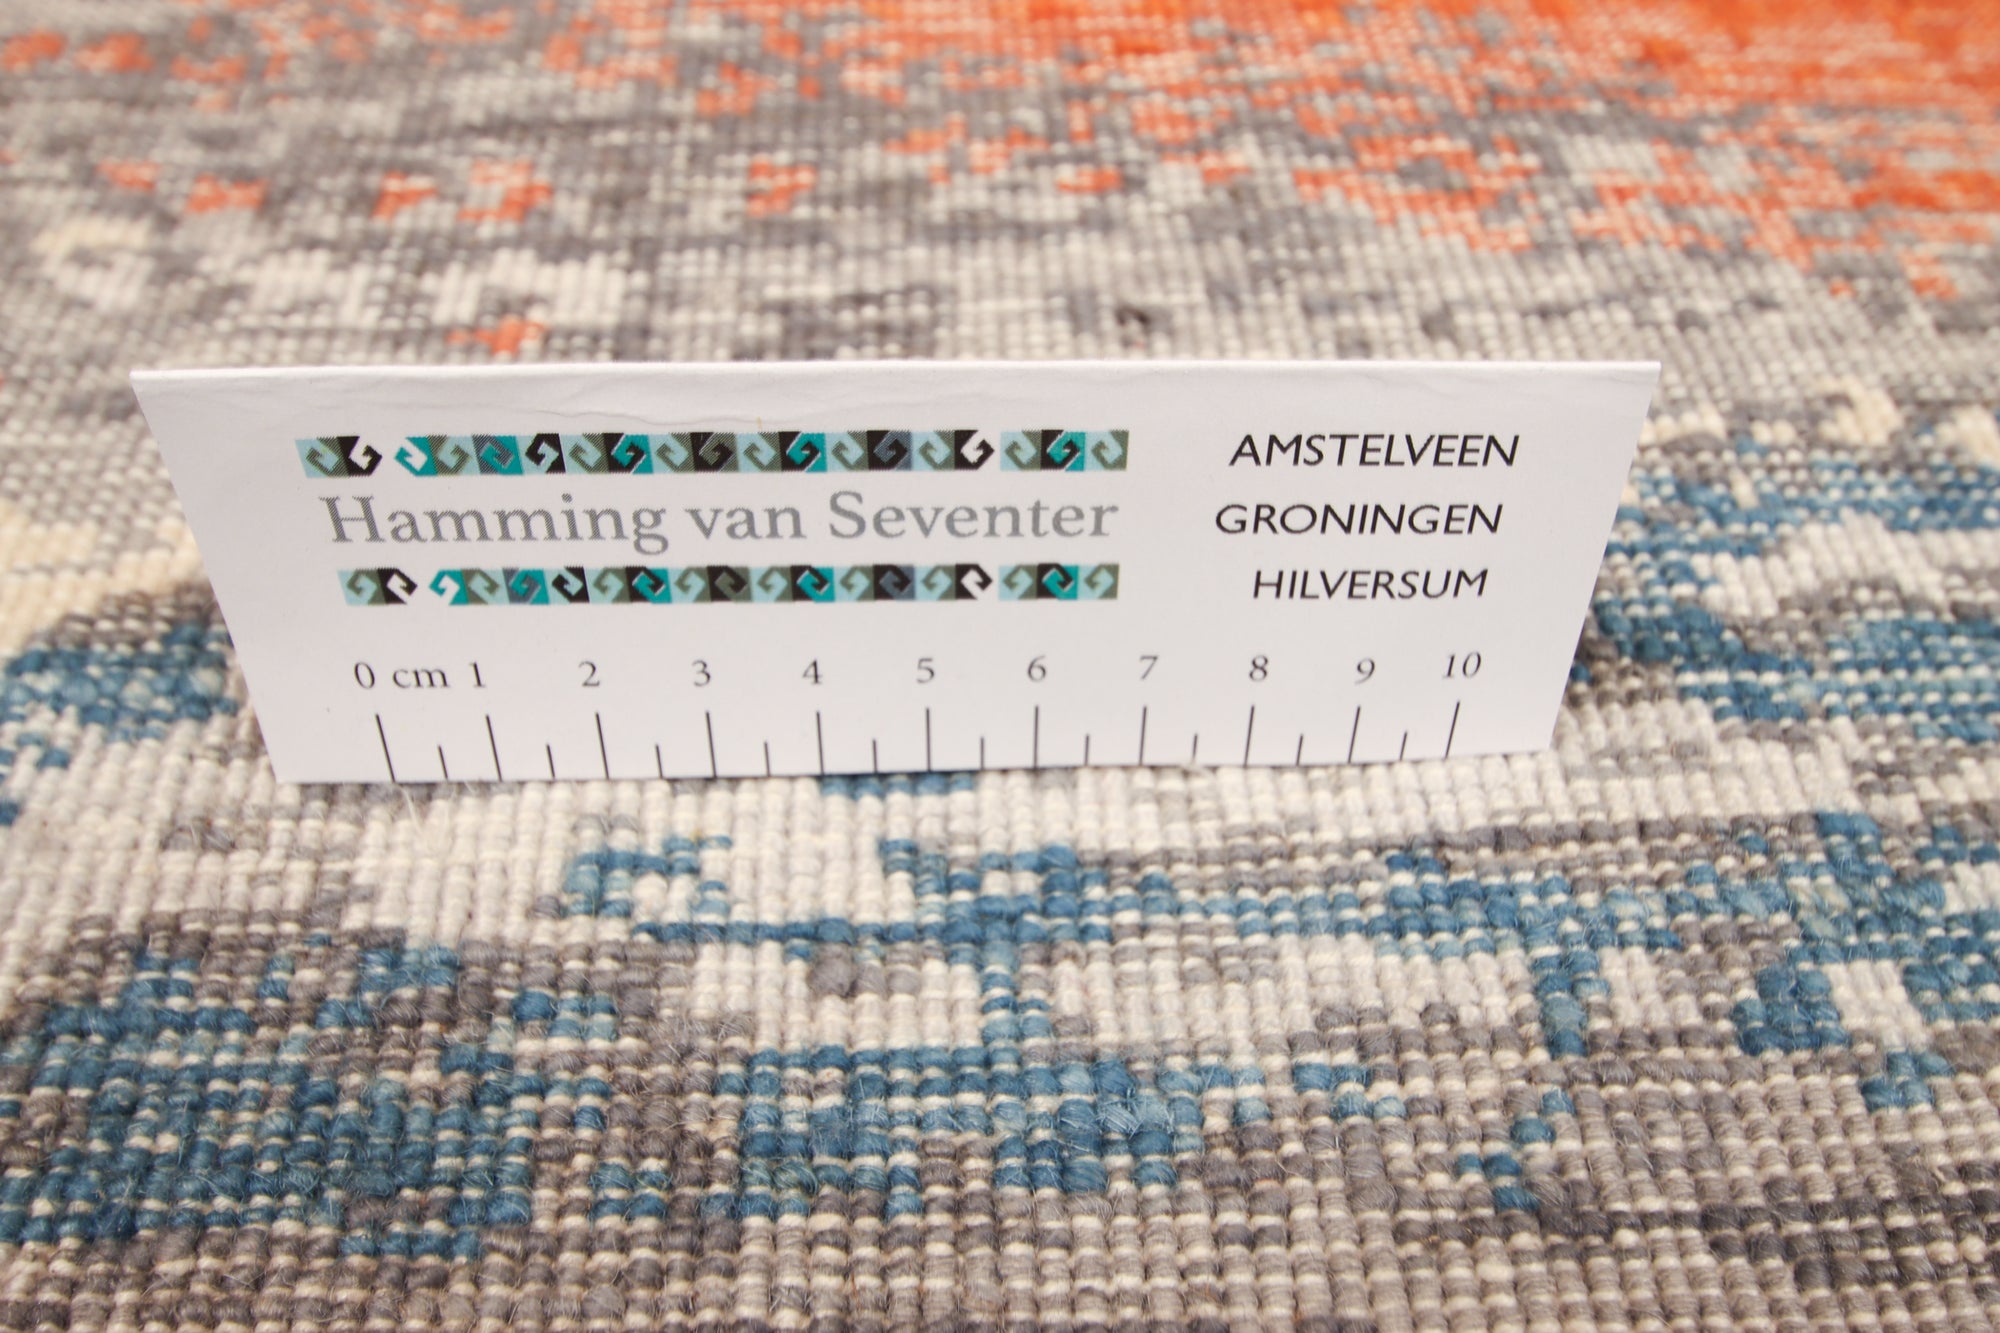 Hamming van Seventer
AMSTELVEEN
GRONINGEN
HILVERSUM
0 cm 1 2 3 4 5 6 7 8 9 10